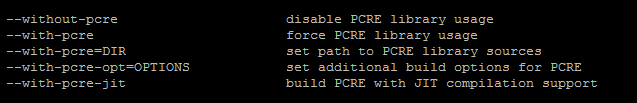 --without-pcre                     disable PCRE library usage
--with-pcre                        force PCRE library usage
--with-pcre=DIR                    set path to PCRE library sources
--with-pcre-opt=OPTIONS            set additional build options for PCRE
--with-pcre-jit                    build PCRE with JIT compilation support